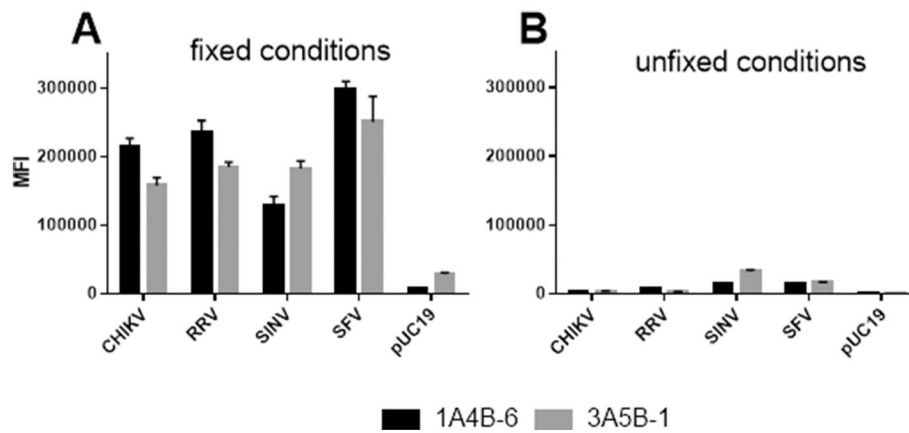 A
fixed conditions
MFI
300000
200000
100000
0
CHIKV
RRV
SINV
SFV
pUC19
B
unfixed conditions
300000
200000
100000
0
CHIKV
RRV
SINV
SFV
pUC19
1A4B-6 3A5B-1